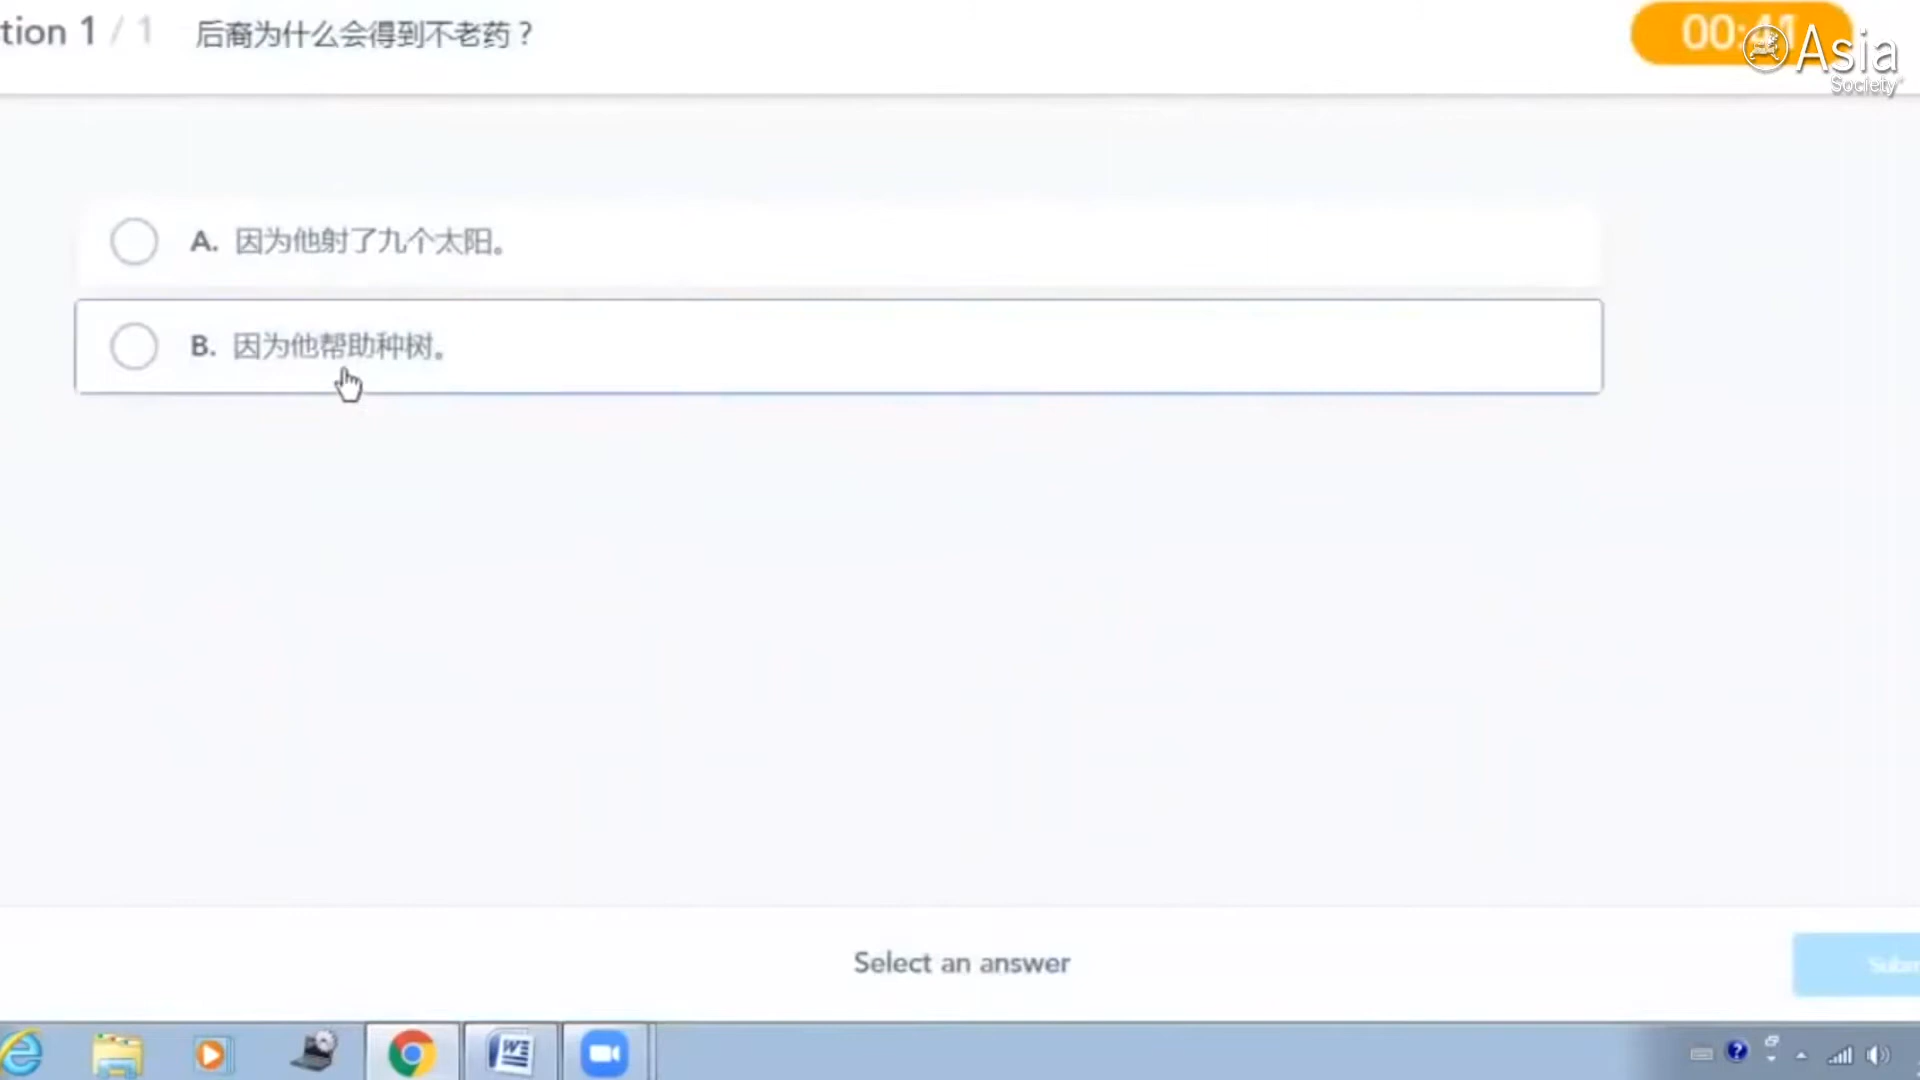 tion 1 / 1 后裔为什么会得到不老药？
Asia
Society
A. 因为他射了九个太阳。
B. 因为他帮助种树。
Select an answer